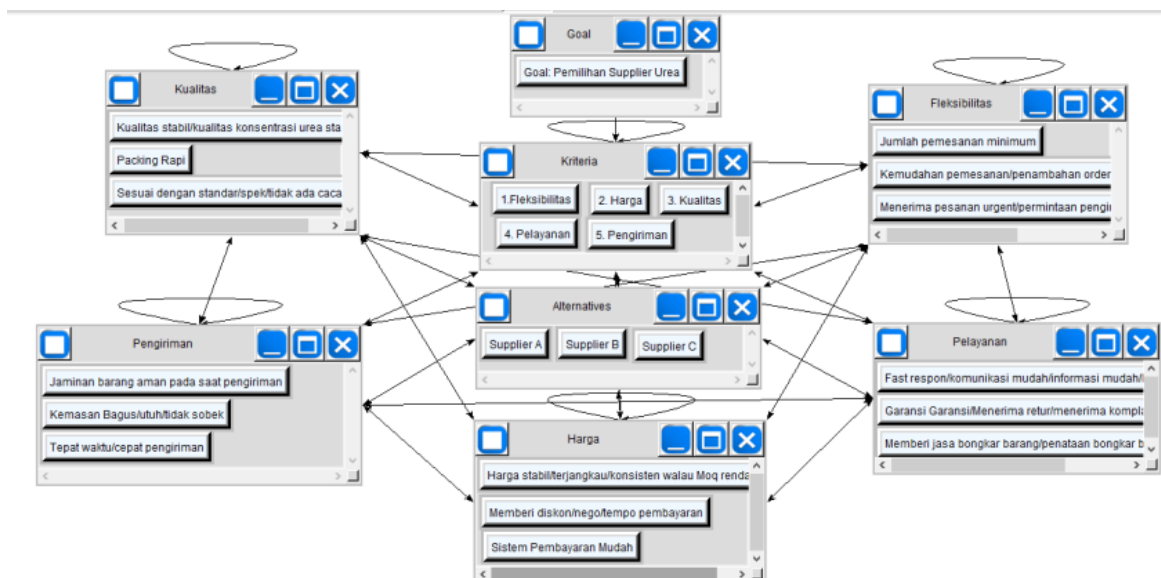 Goal
Goal: Pemilihan Supplier Urea
Kualitas
Kualitas stabil/kualitas konsentrasi urea sta
Packing Rapi
Sesuai dengan standar/spek/tidak ada caca
Kriteria
1.Fleksibilitas
2. Harga
3. Kualitas
4. Pelayanan
5. Pengiriman
Fleksibilitas
Jumlah pemesanan minimum
Kemudahan pemesanan/penambahan order
Menerima pesanan urgent/permintaan pengi
Alternatives
Supplier A
Supplier B
Supplier C
Pengiriman
Jaminan barang aman pada saat pengiriman
Kemasan Bagus/utuh/tidak sobek
Tepat waktu/cepat pengiriman
Pelayanan
Fast respon/komunikasi mudah/informasi mudah/
Garansi Garansi/Menerima retur/menerima kompla
Memberi jasa bongkar barang/penataan bongkar b
Harga
Harga stabil/terjangkau/konsisten walau Moq renda
Memberi diskon/nego/tempo pembayaran
Sistem Pembayaran Mudah